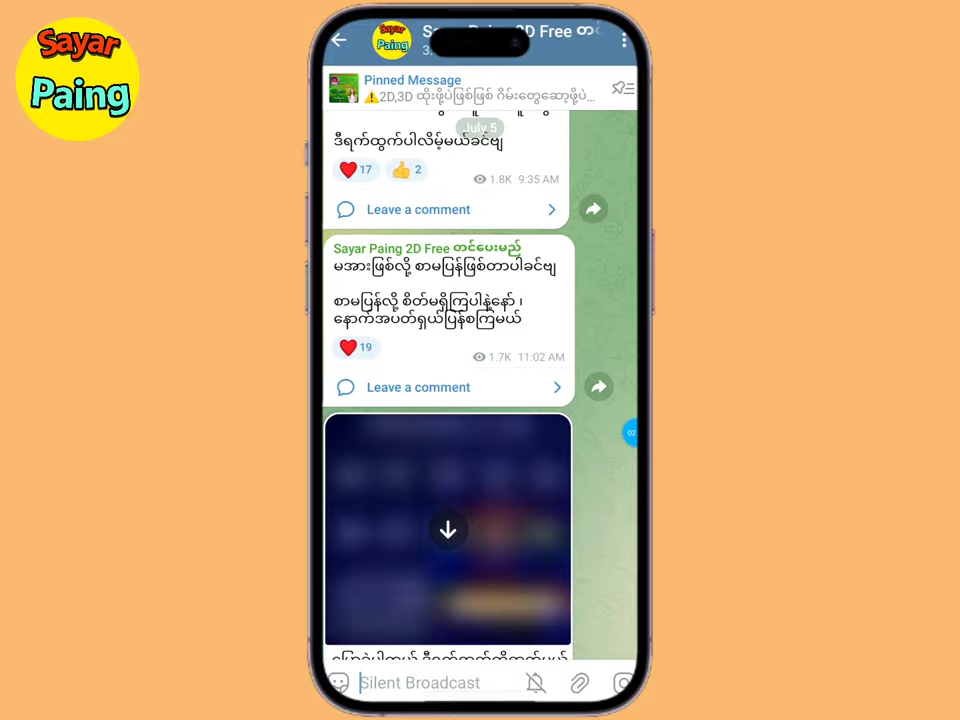 Sayar
Paing
Sayar
Paing
2D Free
Pinned Message
⚠️2D,3D ထိုးဖို့ပဲဖြစ်ဖြစ် ဂိမ်းတွေဆော့ဖို့ပဲ...
July 5
ဒီရက်ထွက်ပါလိမ့်မယ်ခင်ဗျ
❤️ 17 👍 2
1.8K 9:35 AM
Leave a comment
Sayar Paing 2D Free တင်ပေးမည်
မအားဖြစ်လို့ စာမပြန်ဖြစ်တာပါခင်ဗျ
စာမပြန်လို့ စိတ်မရှိကြပါနဲ့နော် ၊
နောက်အပတ်ရှယ်ပြန်စကြမယ်
❤️ 19
1.7K 11:02 AM
Leave a comment
Silent Broadcast